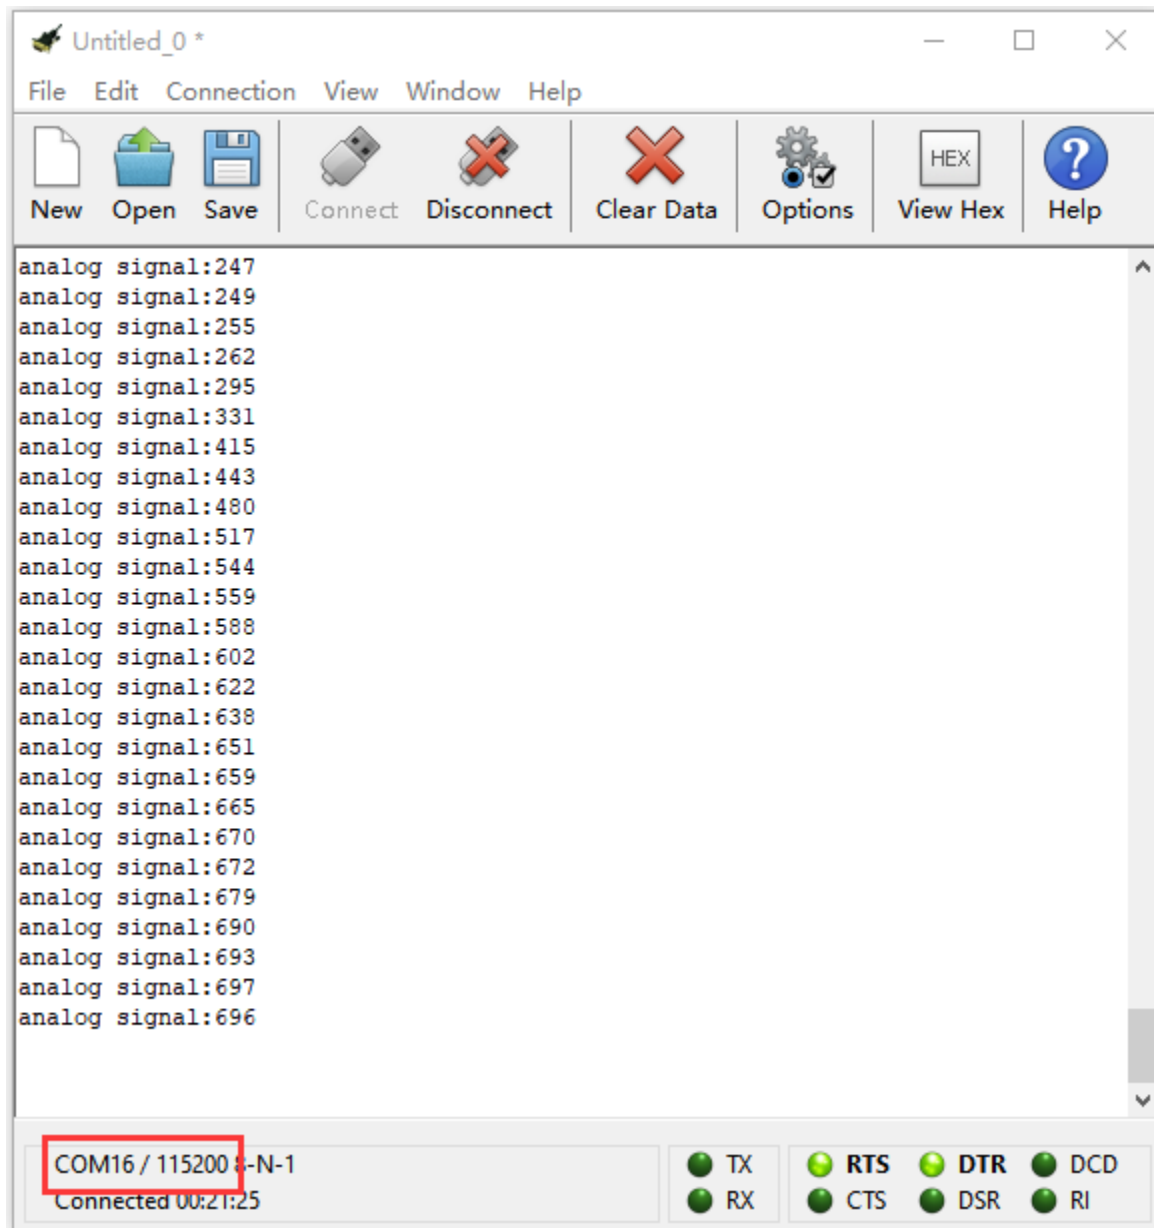 Untitled_0 *
File Edit Connection View Window Help
HEX ?
New Open Save Connect Disconnect Clear Data Options View Hex Help
analog signal:247
analog signal:249
analog signal:255
analog signal:262
analog signal:295
analog signal:331
analog signal:415
analog signal:443
analog signal:480
analog signal:517
analog signal:544
analog signal:559
analog signal:588
analog signal:602
analog signal:622
analog signal:638
analog signal:651
analog signal:659
analog signal:665
analog signal:670
analog signal:672
analog signal:679
analog signal:690
analog signal:693
analog signal:697
analog signal:696
COM16 / 115200 8-N-1 TX RTS DTR DCD
Connected 00:21:25 RX CTS DSR RI